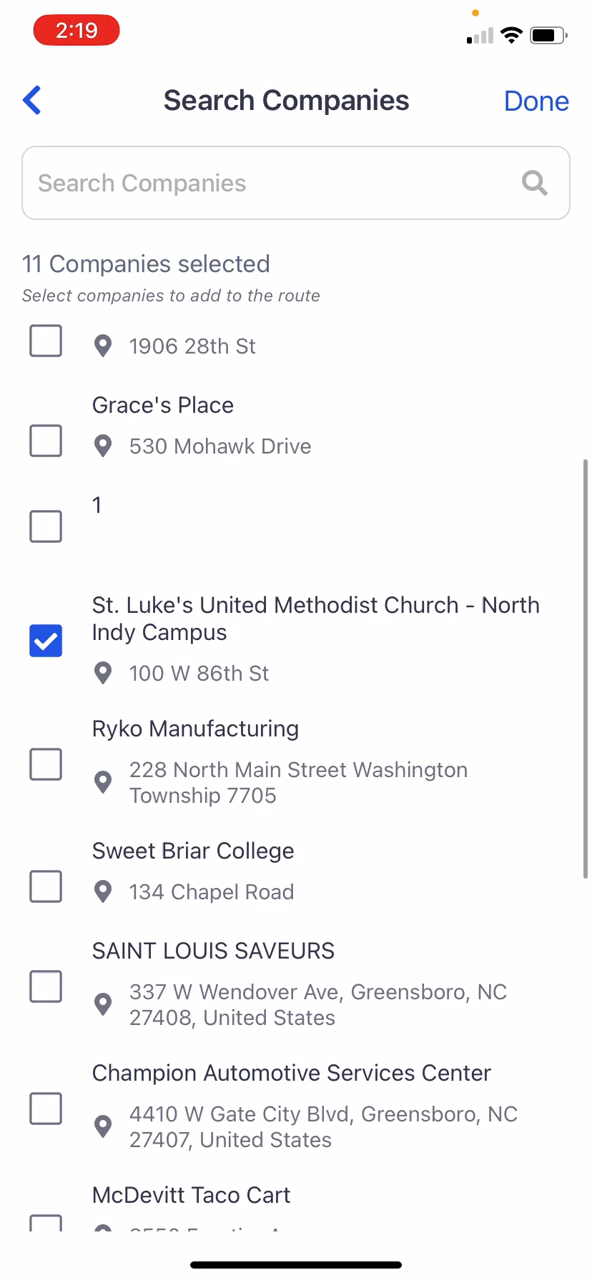 2:19
Search Companies
Done
Search Companies
11 Companies selected
Select companies to add to the route
1906 28th St
Grace's Place
530 Mohawk Drive
1
St. Luke's United Methodist Church - North
Indy Campus
100 W 86th St
Ryko Manufacturing
228 North Main Street Washington
Township 7705
Sweet Briar College
134 Chapel Road
SAINT LOUIS SAVEURS
337 W Wendover Ave, Greensboro, NC
27408, United States
Champion Automotive Services Center
4410 W Gate City Blvd, Greensboro, NC
27407, United States
McDevitt Taco Cart